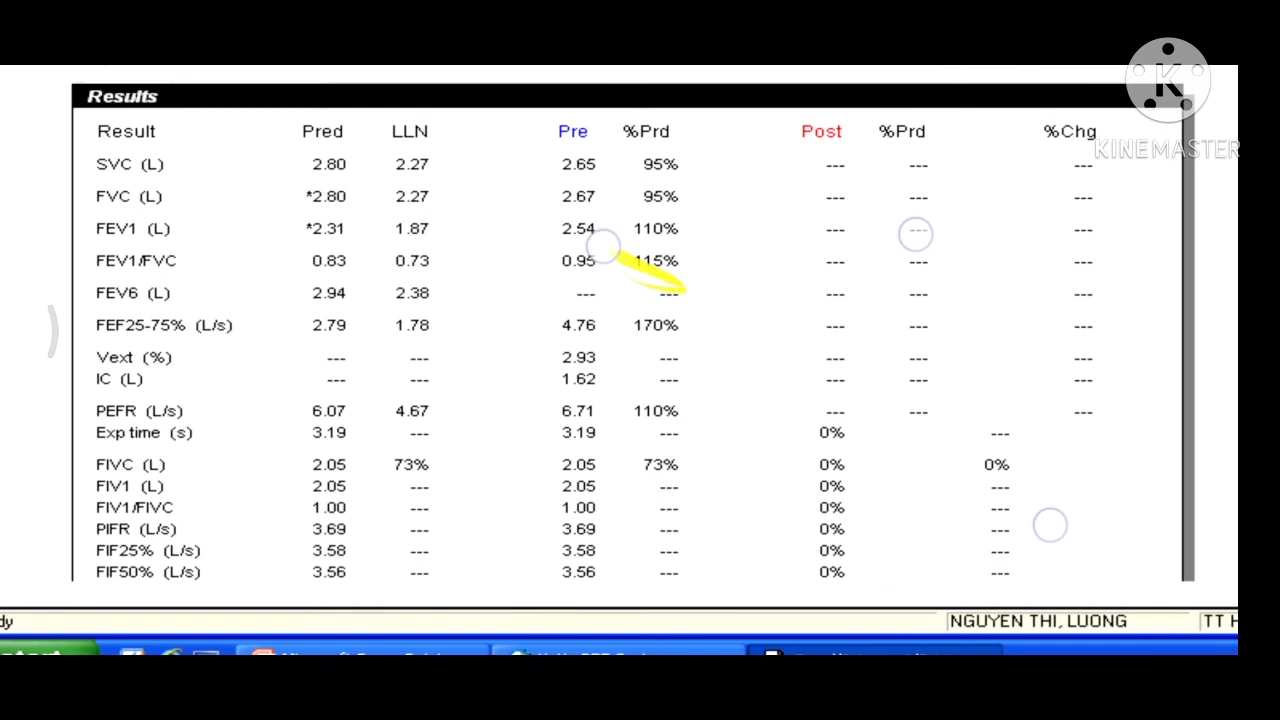 K
KINEMASTER
Results
Result Pred LLN Pre %Prd Post %Prd %Chg
SVC (L) 2.80 2.27 2.65 95% --- --- ---
FVC (L) *2.80 2.27 2.67 95% --- --- ---
FEV1 (L) *2.31 1.87 2.54 110% --- --- ---
FEV1/FVC 0.83 0.73 0.95 115% --- --- ---
FEV6 (L) 2.94 2.38 --- --- --- --- ---
FEF25-75% (L/s) 2.79 1.78 4.76 170% --- --- ---
Vext (%) --- --- 2.93 --- --- --- ---
IC (L) --- --- 1.62 --- --- --- ---
PEFR (L/s) 6.07 4.67 6.71 110% --- --- ---
Exp time (s) 3.19 --- 3.19 --- 0% ---
FIVC (L) 2.05 73% 2.05 73% 0% 0%
FIV1 (L) 2.05 --- 2.05 --- 0% ---
FIV1/FIVC 1.00 --- 1.00 --- 0% ---
PIFR (L/s) 3.69 --- 3.69 --- 0% ---
FIF25% (L/s) 3.58 --- 3.58 --- 0% ---
FIF50% (L/s) 3.56 --- 3.56 --- 0% ---
dy NGUYEN THI, LUONG TT H